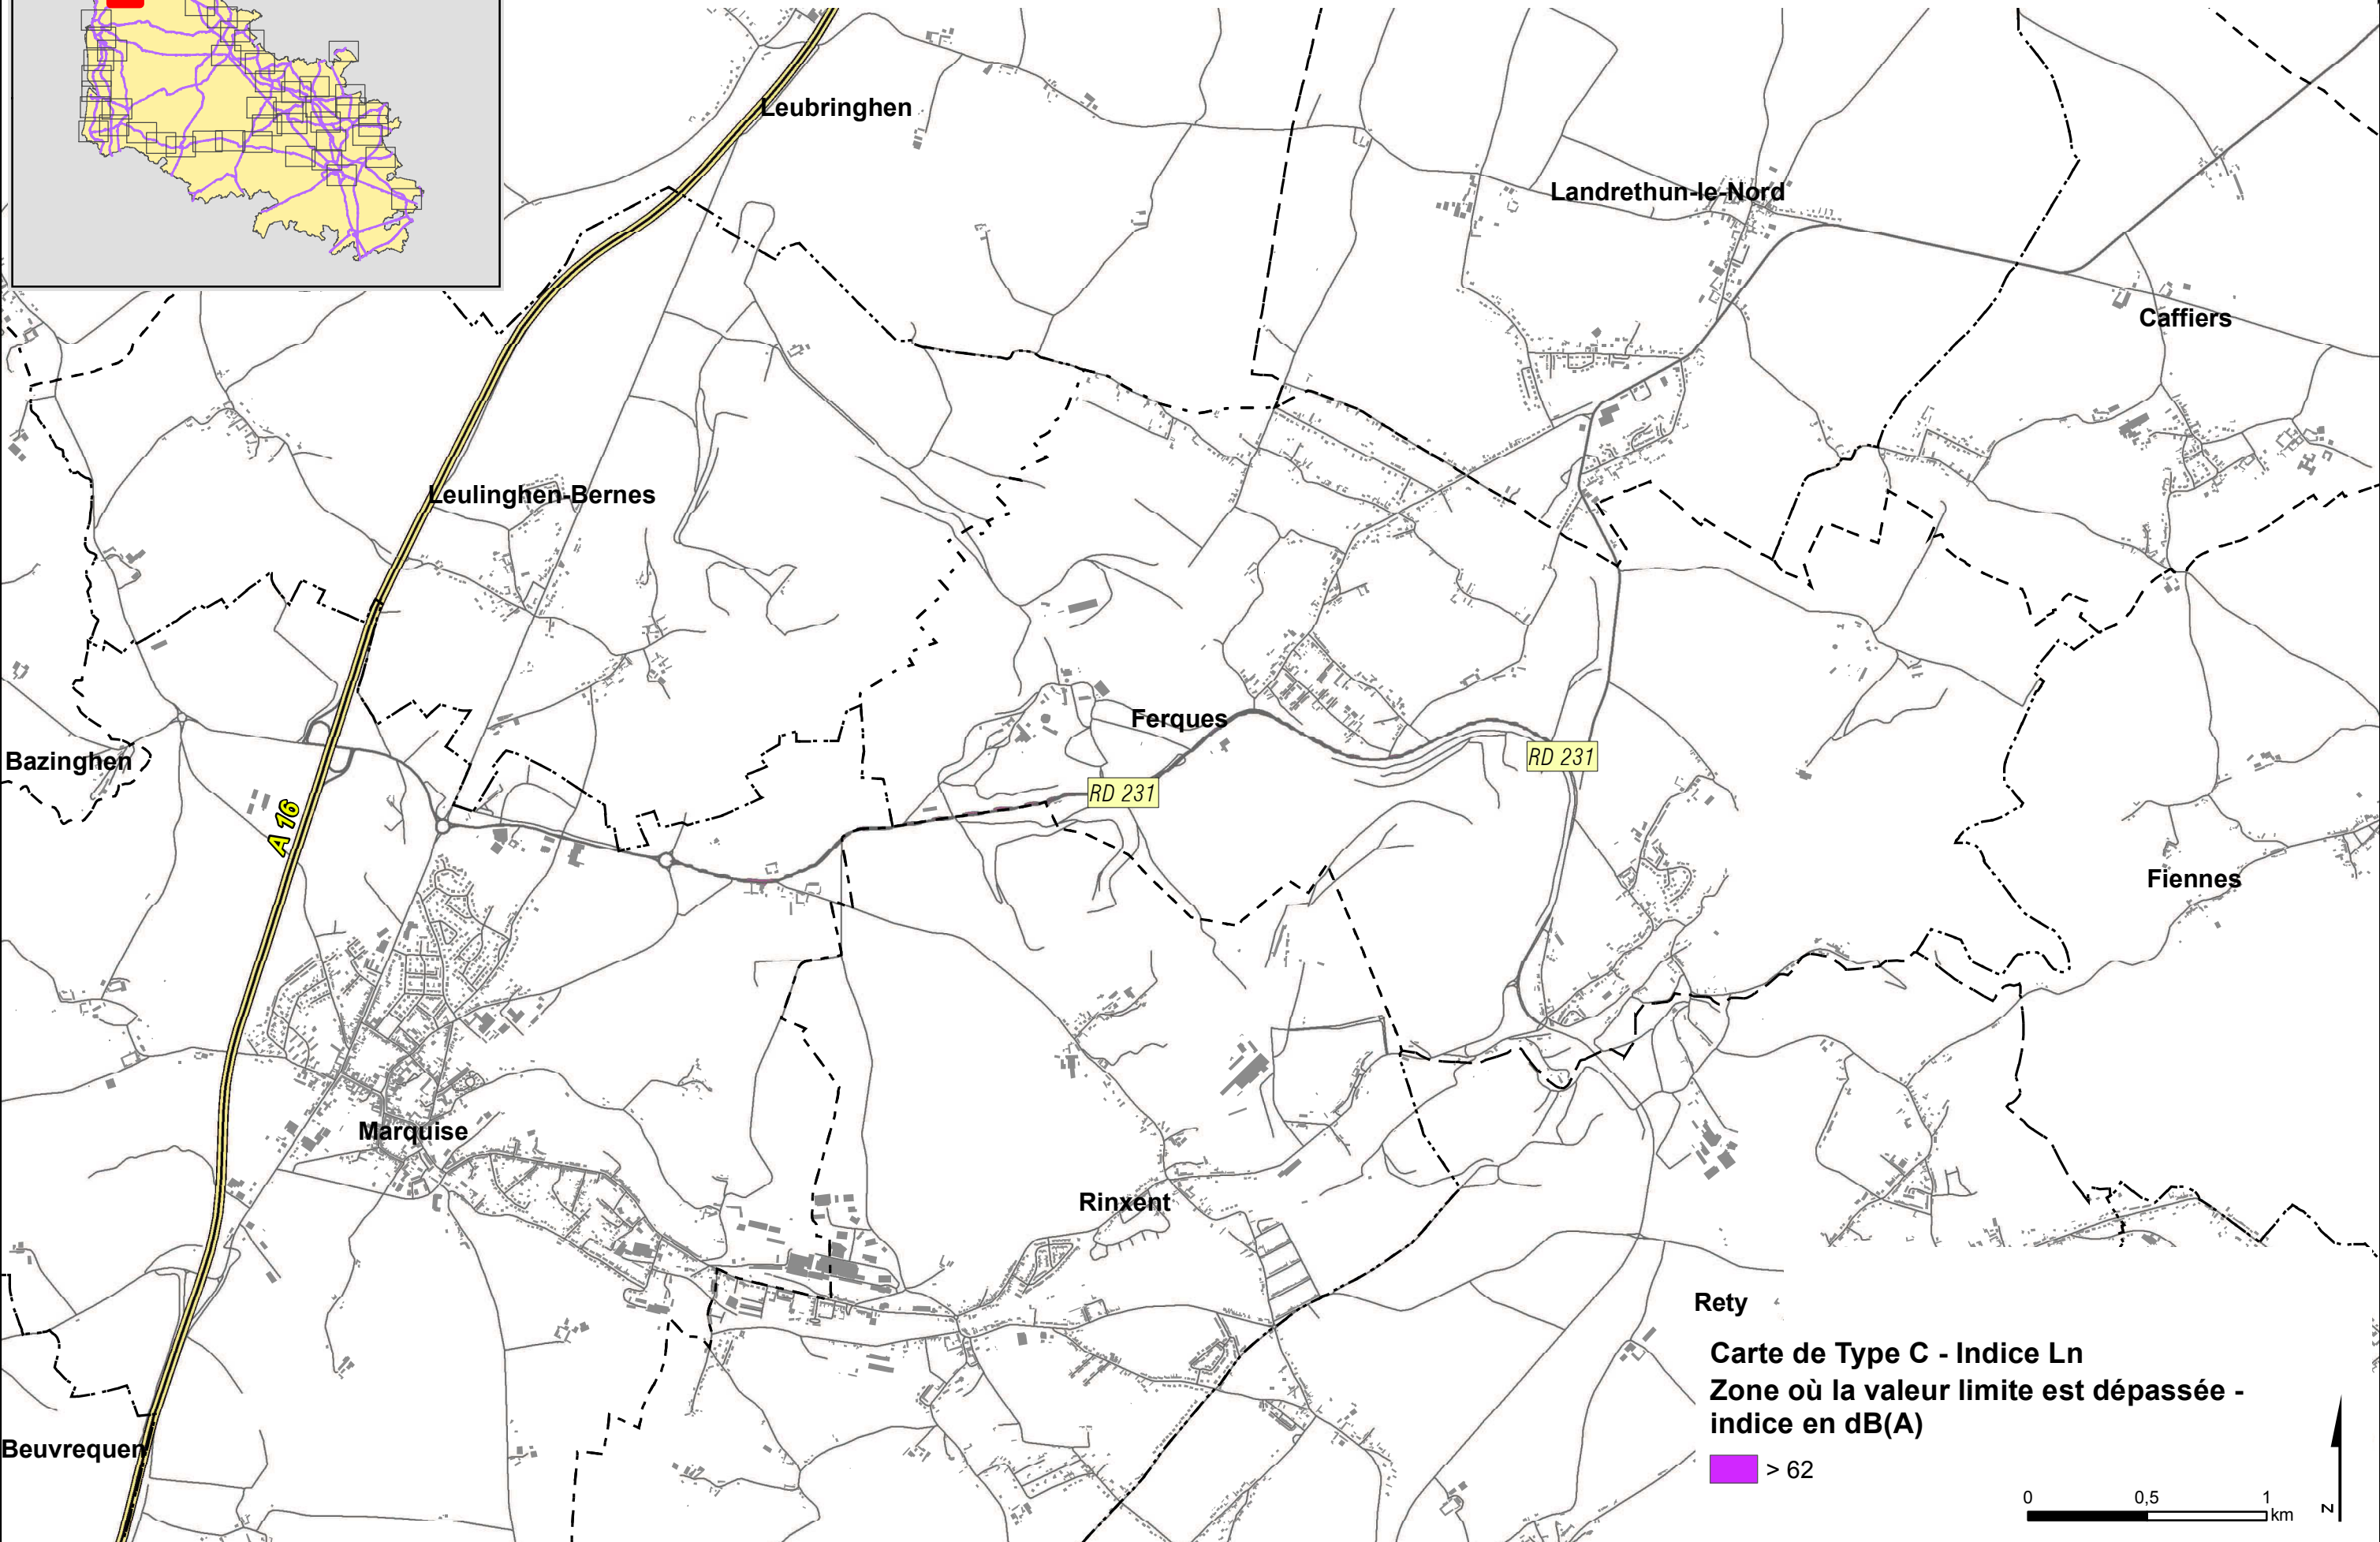 Leubringhen
Landrethun-le-Nord
Caffiers
Leulinghen-Bernes
Ferques
Bazinghen
RD 231
RD 231
A 16
Fiennes
Marquise
Rinxent
Rety
Beuvrequen
Carte de Type C - Indice Ln
Zone où la valeur limite est dépassée -
indice en dB(A)
> 62
0 0,5 1
km
N